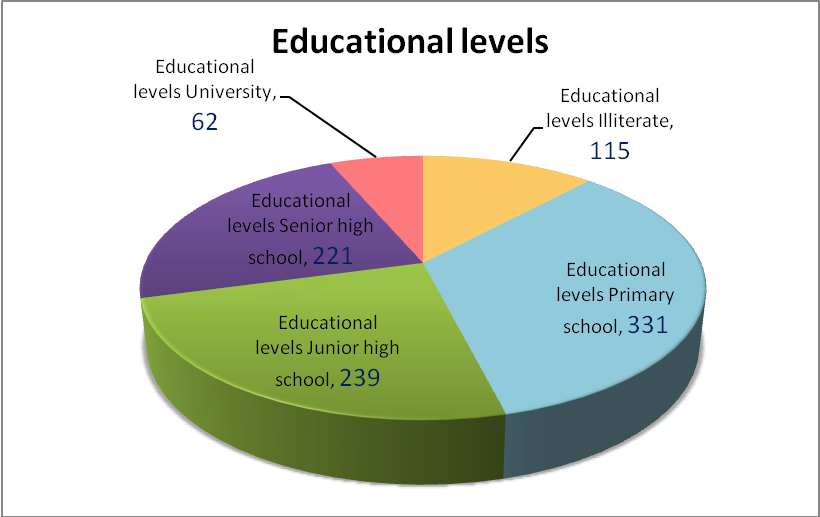 Educational levels
Educational
levels University,
62
Educational
levels Illiterate,
115
Educational
levels Senior high
school, 221
Educational
levels Primary
school, 331
Educational
levels Junior high
school, 239